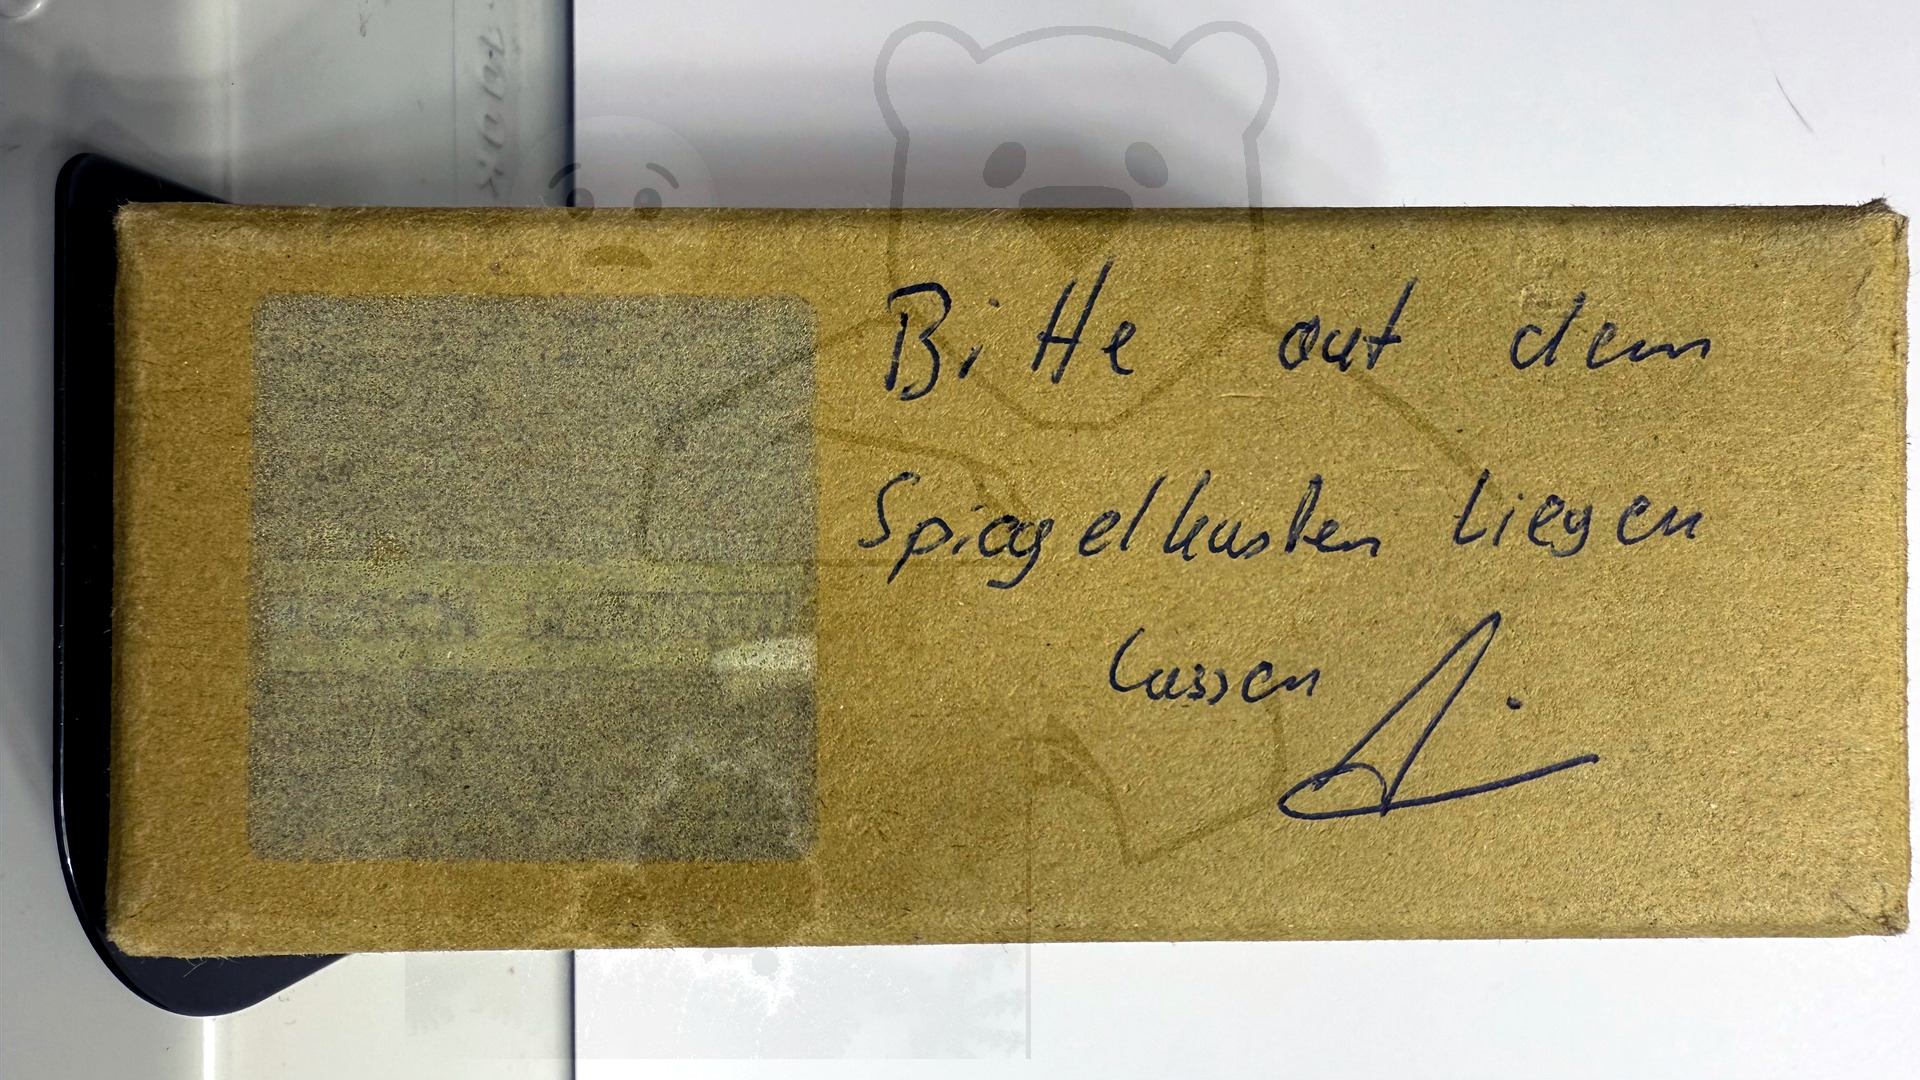 Bitte auf dem
Spiegelkasten liegen
lassen